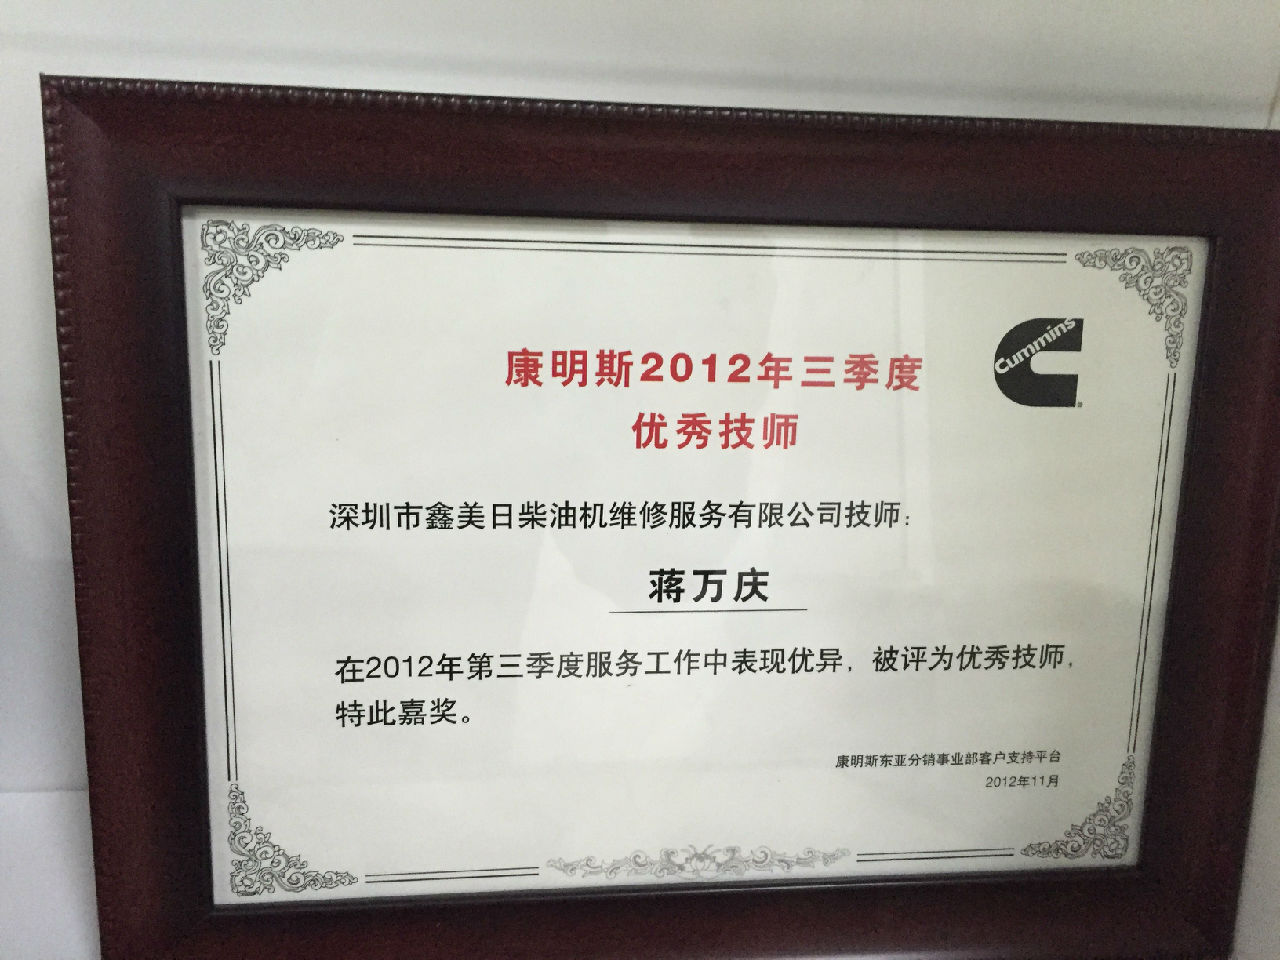 Cummins
康明斯2012年三季度
优秀技师
深圳市鑫美日柴油机维修服务有限公司技师：
蒋万庆
在2012年第三季度服务工作中表现优异，被评为优秀技师，
特此嘉奖。
康明斯东亚分销事业部客户支持平台
2012年11月